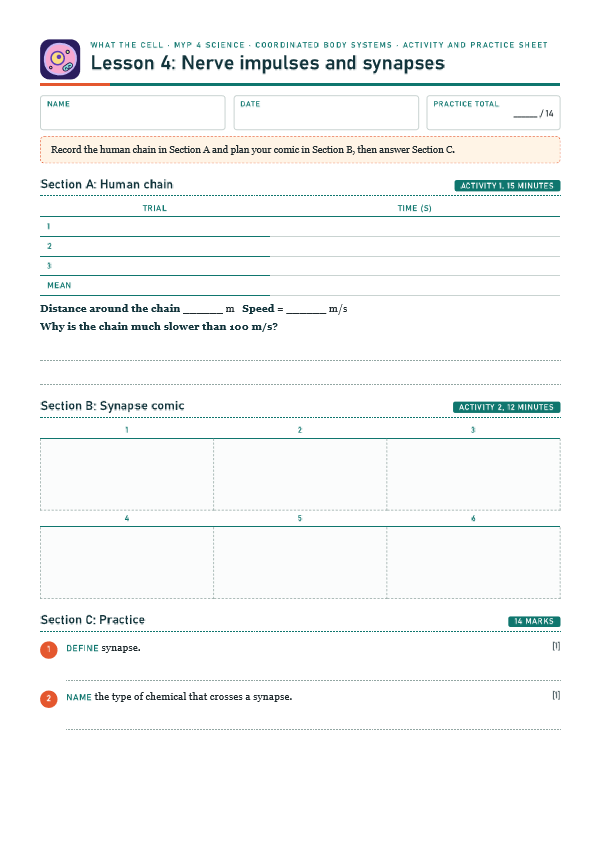 WHAT THE CELL · MYP 4 SCIENCE · COORDINATED BODY SYSTEMS · ACTIVITY AND PRACTICE SHEET
Lesson 4: Nerve impulses and synapses
NAME
DATE
PRACTICE TOTAL
_____ / 14
Record the human chain in Section A and plan your comic in Section B, then answer Section C.
Section A: Human chain
ACTIVITY 1, 15 MINUTES
TRIAL TIME (S)
1
2
3
MEAN
Distance around the chain ______ m Speed = ______ m/s
Why is the chain much slower than 100 m/s?
Section B: Synapse comic
ACTIVITY 2, 12 MINUTES
1 2 3
4 5 6
Section C: Practice
14 MARKS
1 DEFINE synapse. [1]
2 NAME the type of chemical that crosses a synapse. [1]